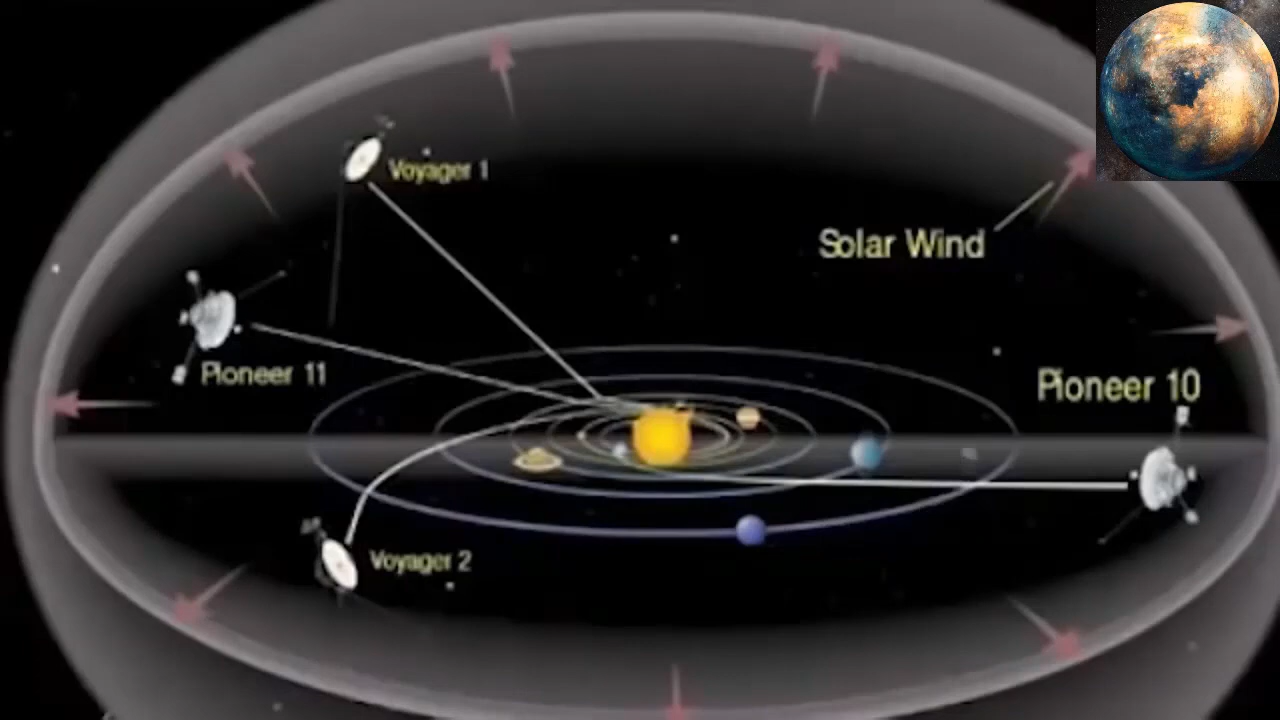 Voyager 1
Solar Wind
Pioneer 11
Pioneer 10
Voyager 2